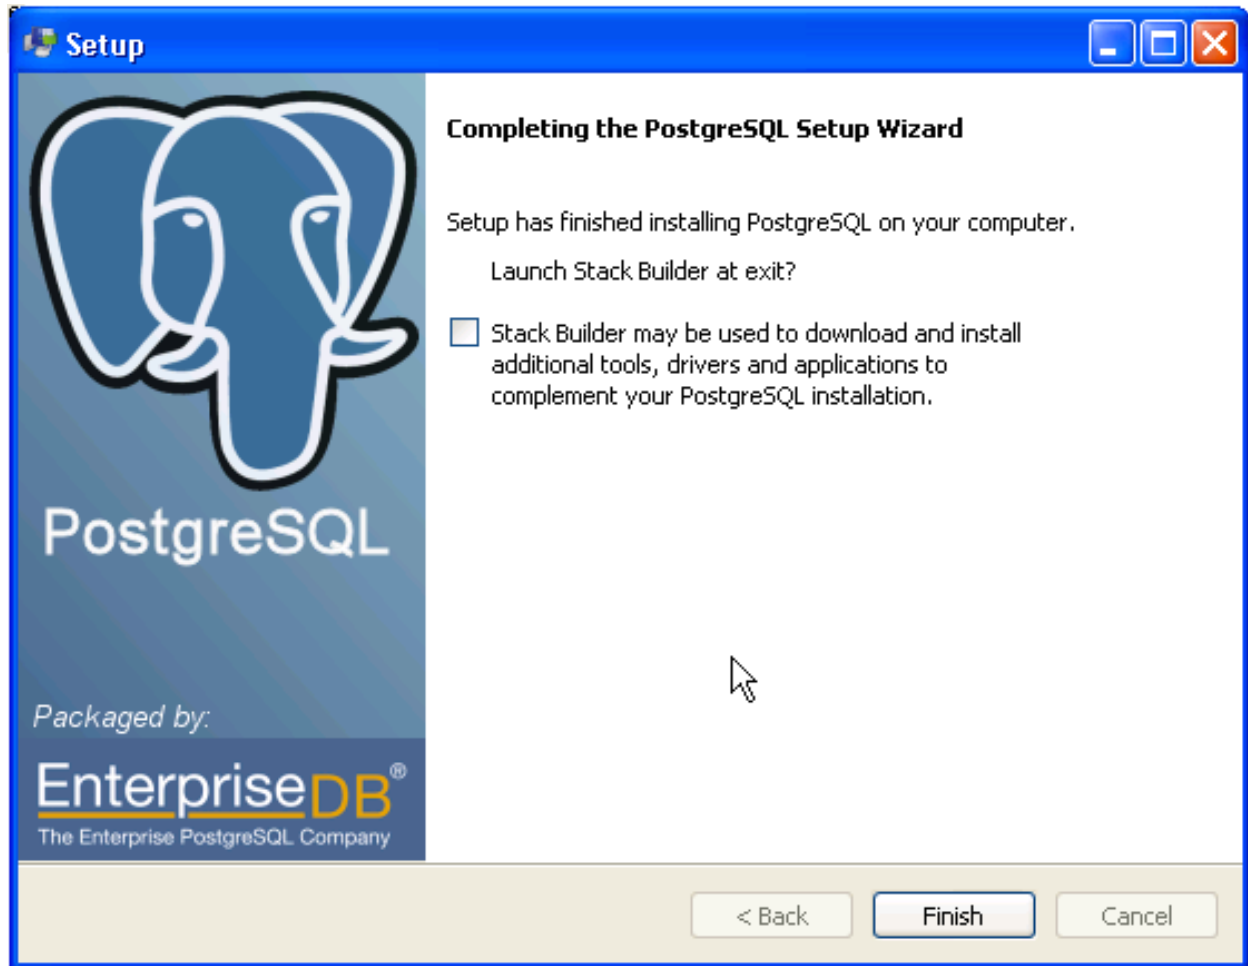 Setup
Completing the PostgreSQL Setup Wizard
Setup has finished installing PostgreSQL on your computer.
Launch Stack Builder at exit?
Stack Builder may be used to download and install
additional tools, drivers and applications to
complement your PostgreSQL installation.
PostgreSQL
Packaged by:
EnterpriseDB®
The Enterprise PostgreSQL Company
< Back
Finish
Cancel